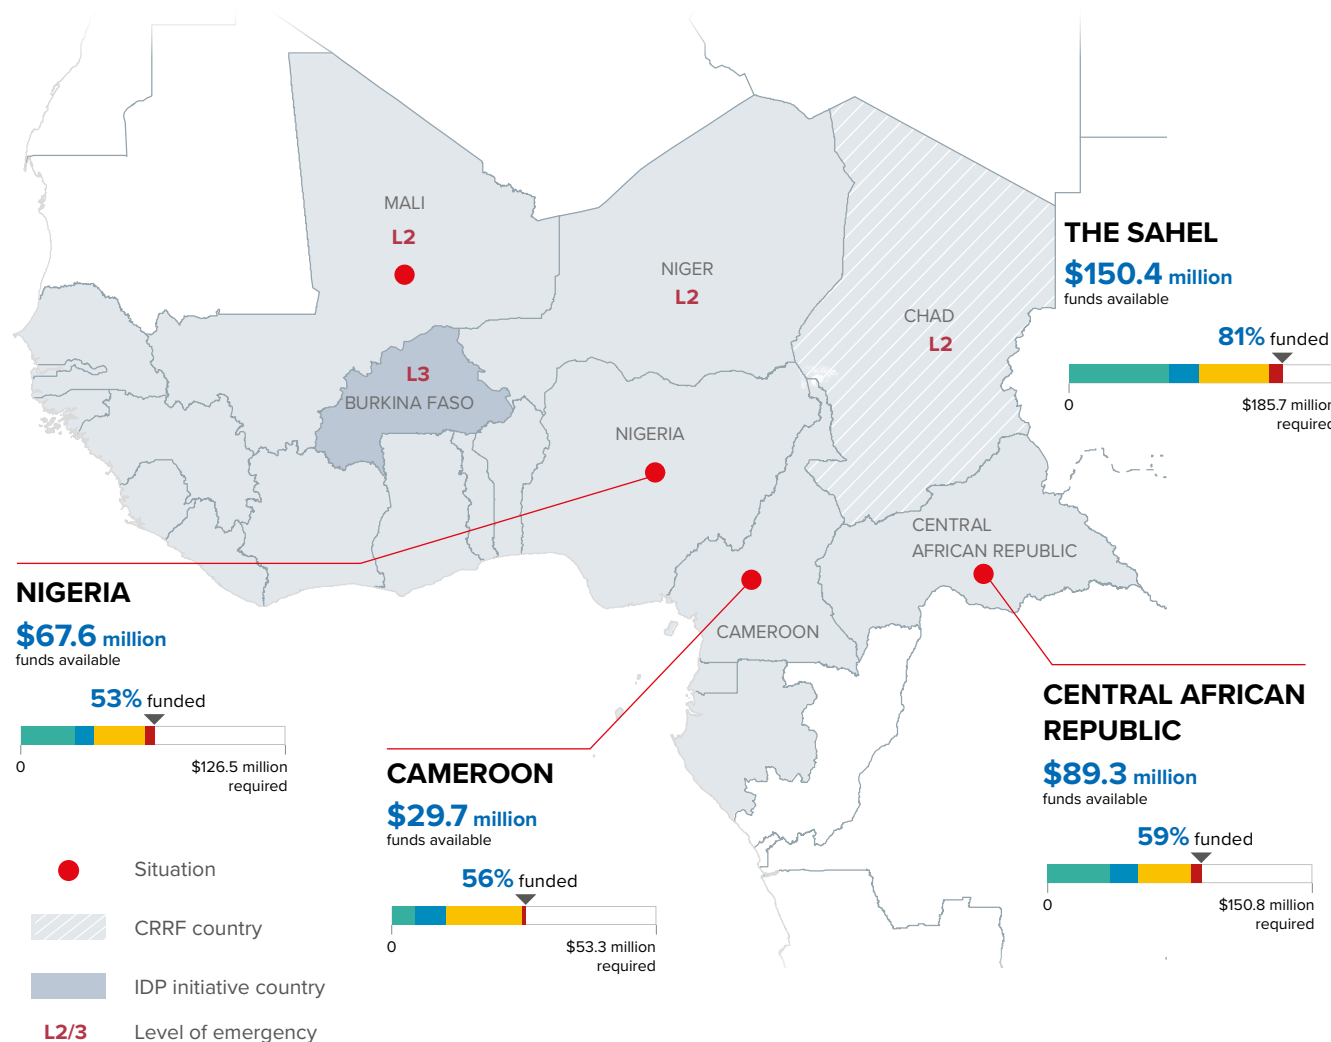 MALI
L2
NIGER
L2
CHAD
L2
L3
BURKINA FASO
NIGERIA
CENTRAL
AFRICAN REPUBLIC
CAMEROON
THE SAHEL
$150.4 million
funds available
81% funded
0
$185.7 million
required
NIGERIA
$67.6 million
funds available
53% funded
0
$126.5 million
required
CAMEROON
$29.7 million
funds available
56% funded
0
$53.3 million
required
CENTRAL AFRICAN
REPUBLIC
$89.3 million
funds available
59% funded
0
$150.8 million
required
Situation
CRRF country
IDP initiative country
L2/3 Level of emergency